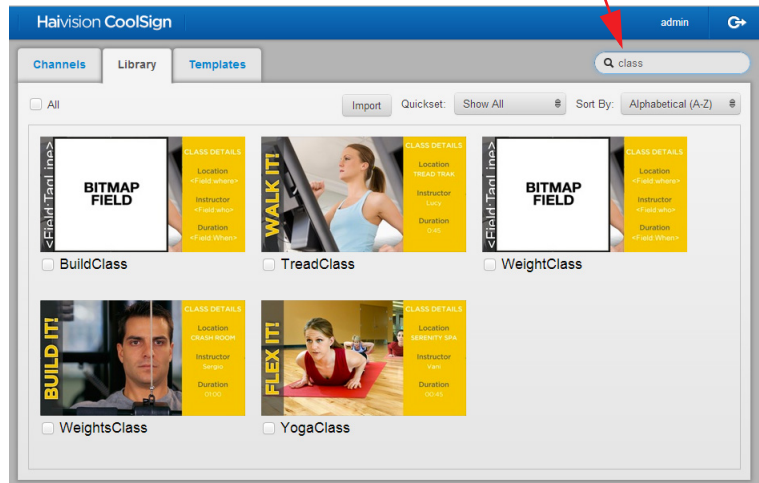 Haivision CoolSign
admin
Channels
Library
Templates
class
All
Import
Quickset:
Show All
Sort By:
Alphabetical (A-Z)
<Field:TagLine>
BITMAP
FIELD
CLASS DETAILS
Location
<Field where>
Instructor
<Field who>
Duration
<Field When>
BuildClass
WALK IT!
CLASS DETAILS
Location
TREAD TRAK
Instructor
Lucy
Duration
0:45
TreadClass
<Field:TagLine>
BITMAP
FIELD
CLASS DETAILS
Location
<Field where>
Instructor
<Field who>
Duration
<Field When>
WeightClass
BUILD IT!
CLASS DETAILS
Location
CRASH ROOM
Instructor
Sergio
Duration
01:00
WeightsClass
FLEX IT!
CLASS DETAILS
Location
SERENITY SPA
Instructor
Vani
Duration
00:45
YogaClass